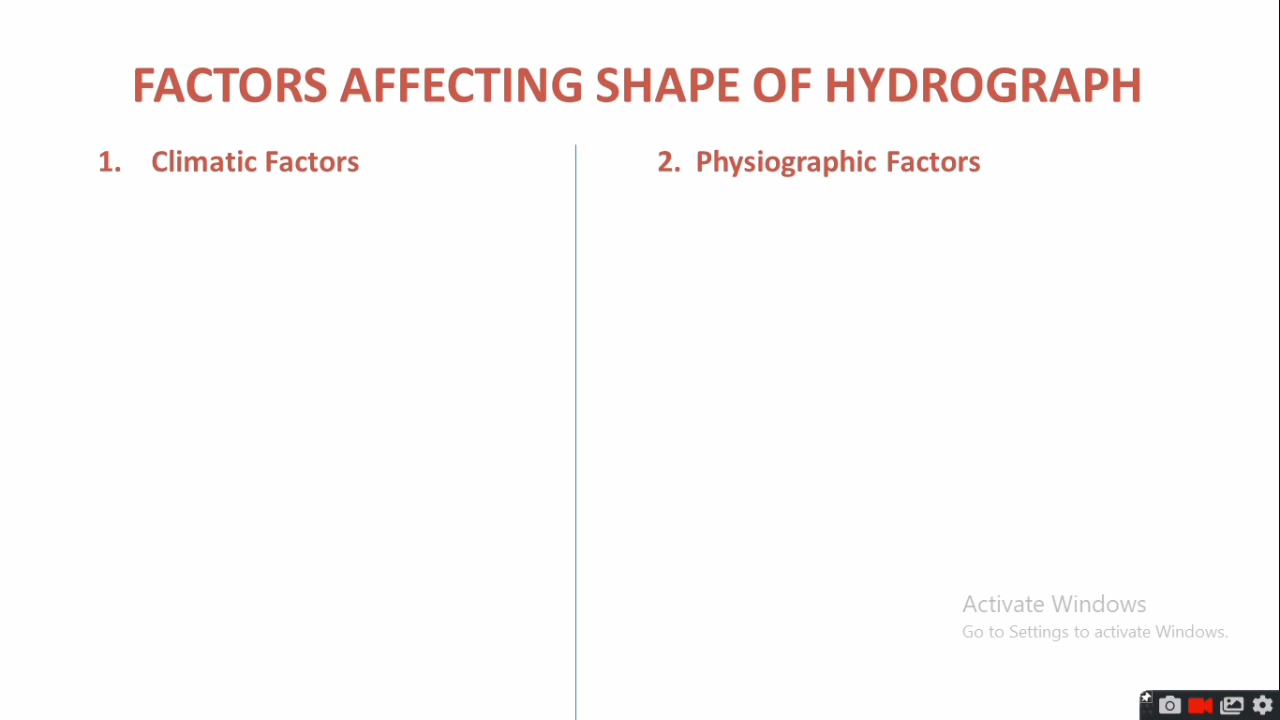 FACTORS AFFECTING SHAPE OF HYDROGRAPH
1. Climatic Factors
2. Physiographic Factors
Activate Windows
Go to Settings to activate Windows.